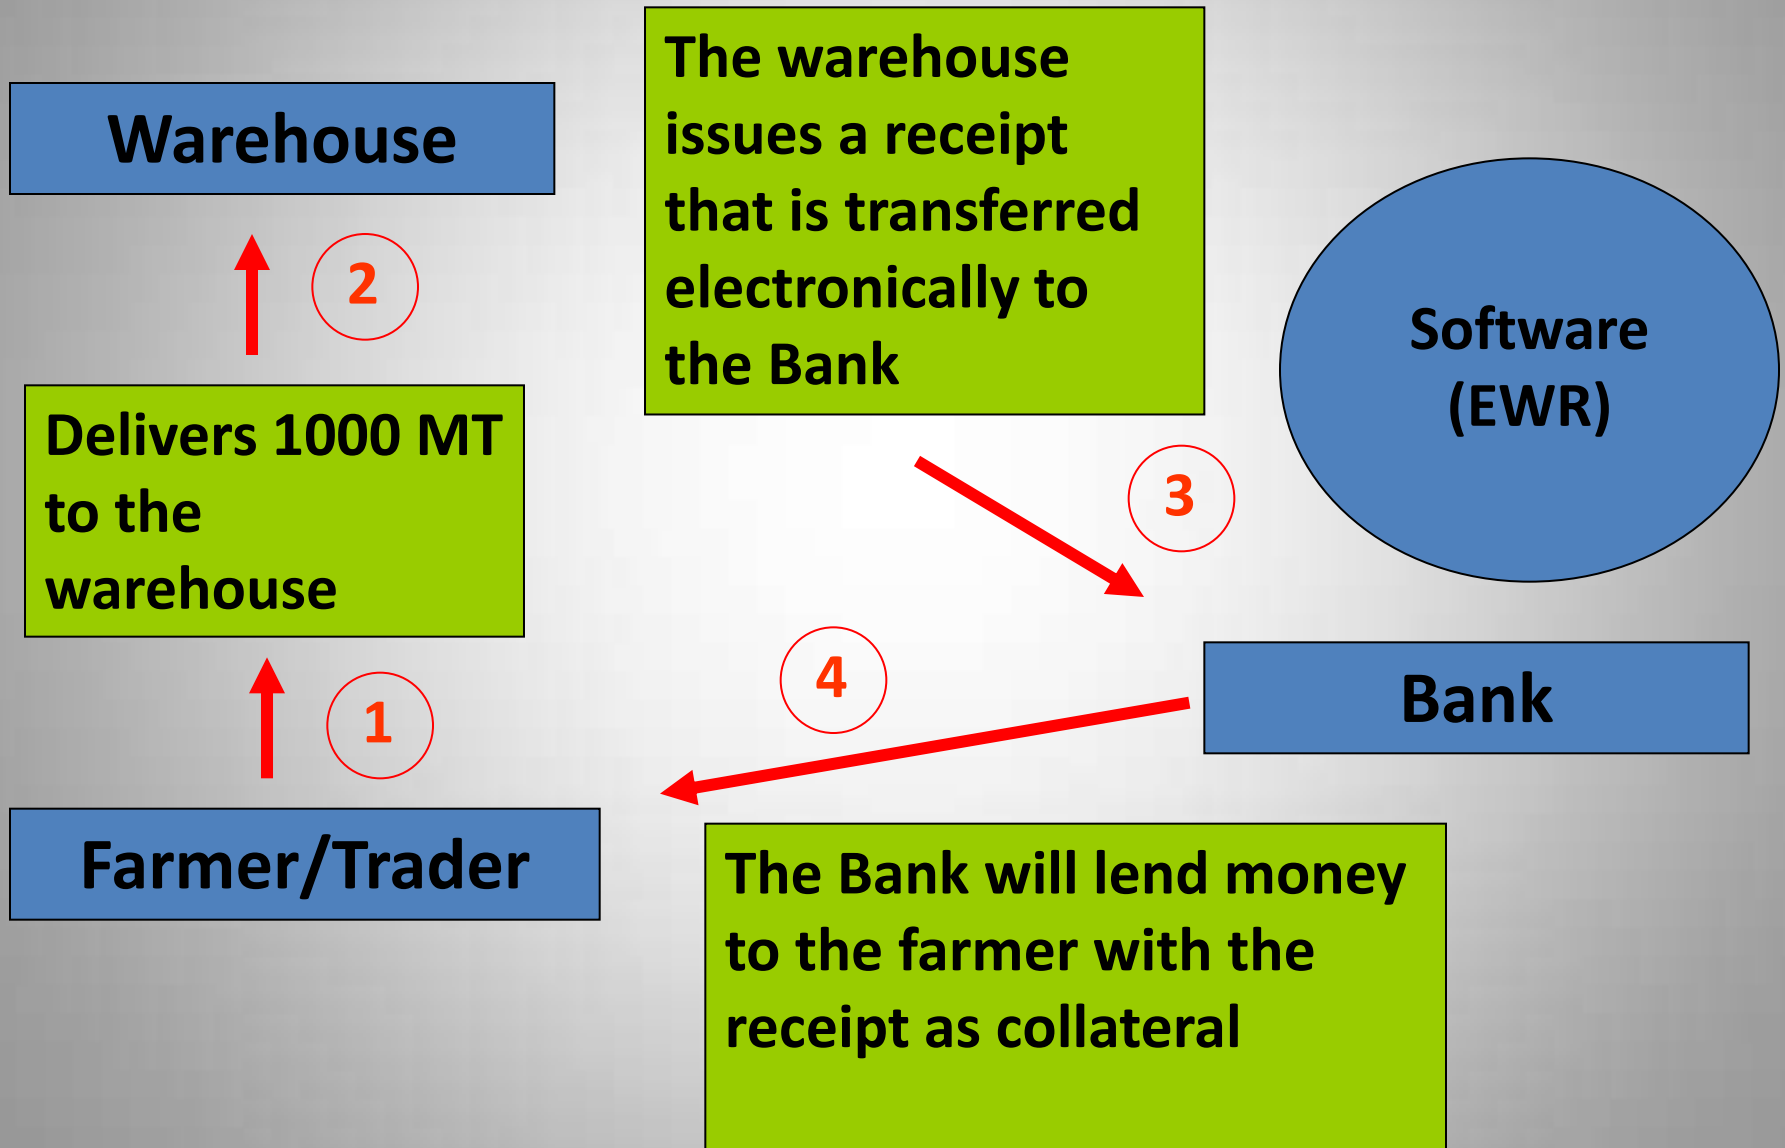 Warehouse
The warehouse
issues a receipt
that is transferred
electronically to
the Bank
2
Software
(EWR)
Delivers 1000 MT
to the
warehouse
3
4
1
Bank
Farmer/Trader
The Bank will lend money
to the farmer with the
receipt as collateral